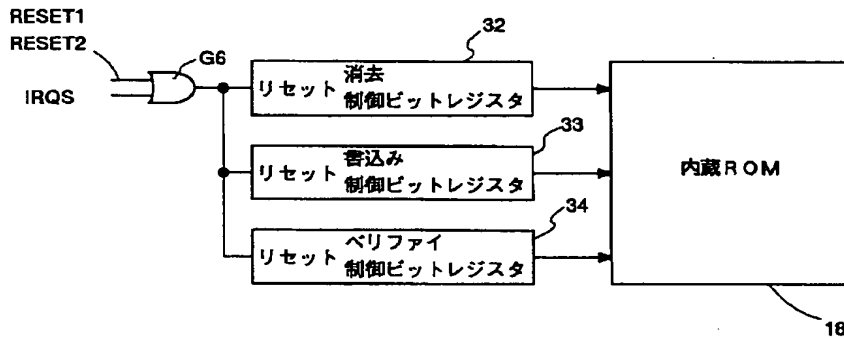 RESET1
RESET2
IRQS
G6
32
リセット 消去
制御ビットレジスタ
33
リセット 書込み
制御ビットレジスタ
34
リセット ベリファイ
制御ビットレジスタ
内蔵ROM
18